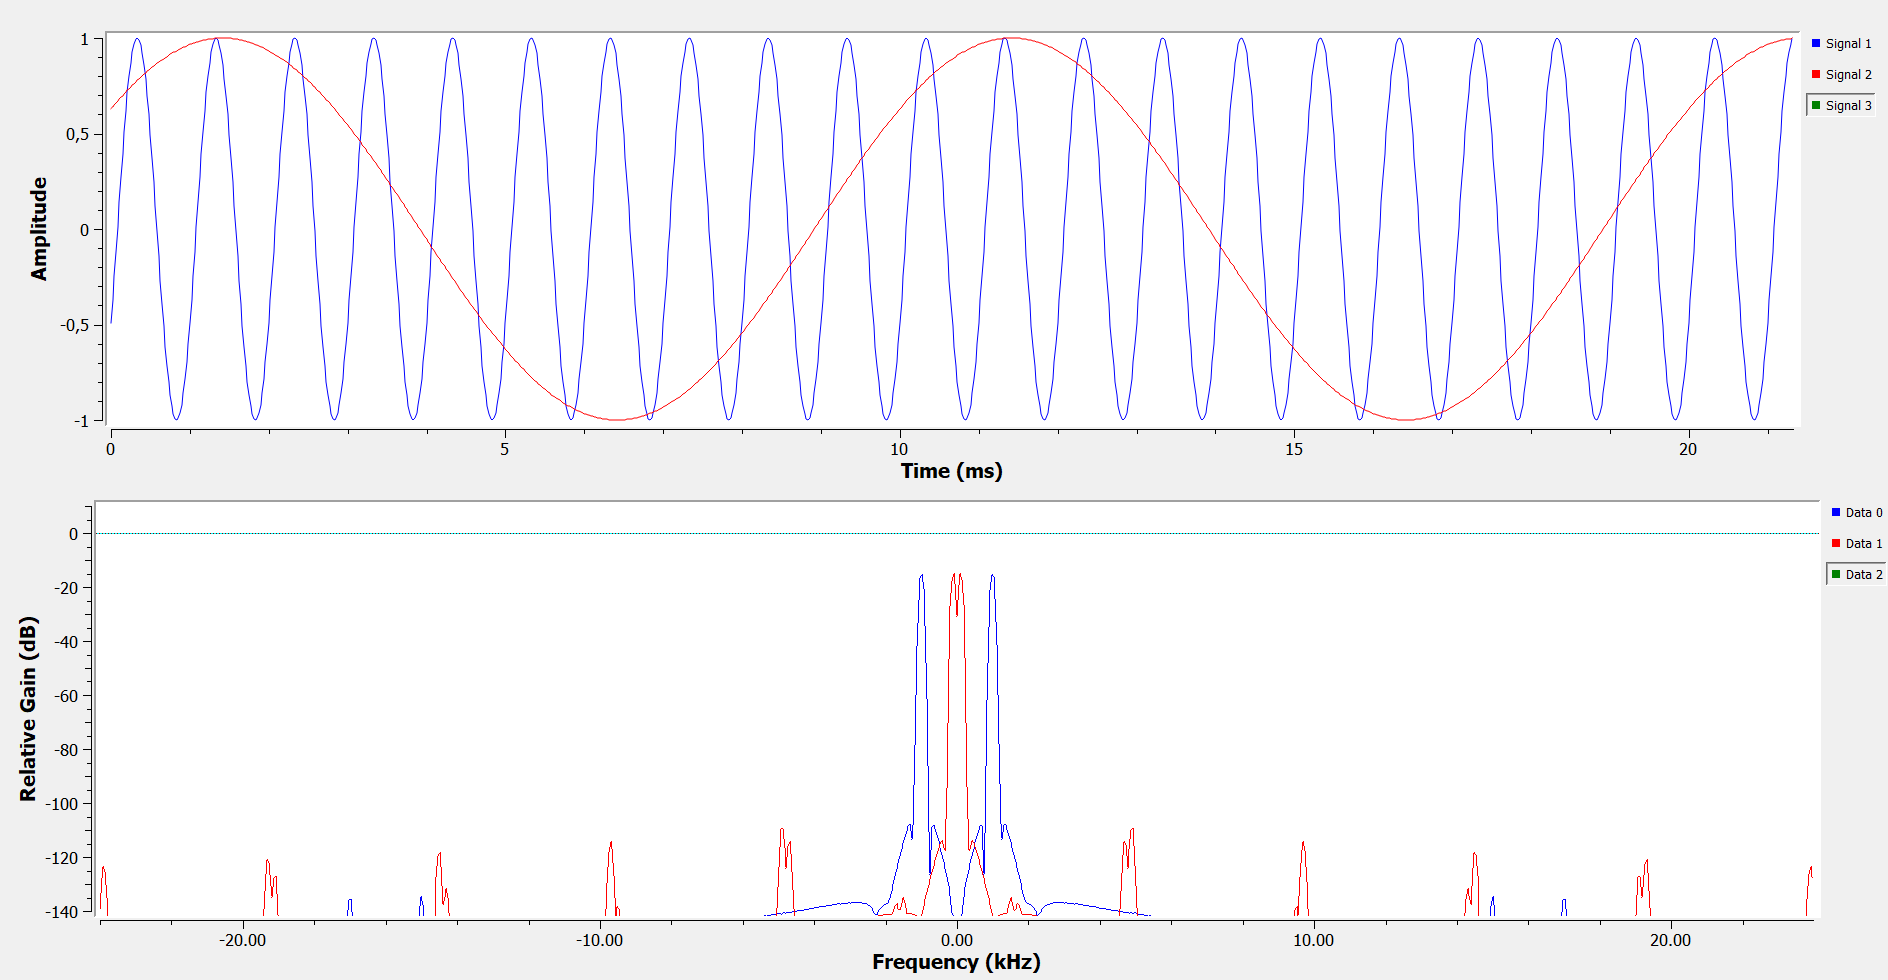 1
0,5
0
-0,5
-1
Amplitude
0 5 10 15 20
Time (ms)
Signal 1
Signal 2
Signal 3
0
-20
-40
-60
-80
-100
-120
-140
Relative Gain (dB)
-20.00 -10.00 0.00 10.00 20.00
Frequency (kHz)
Data 0
Data 1
Data 2